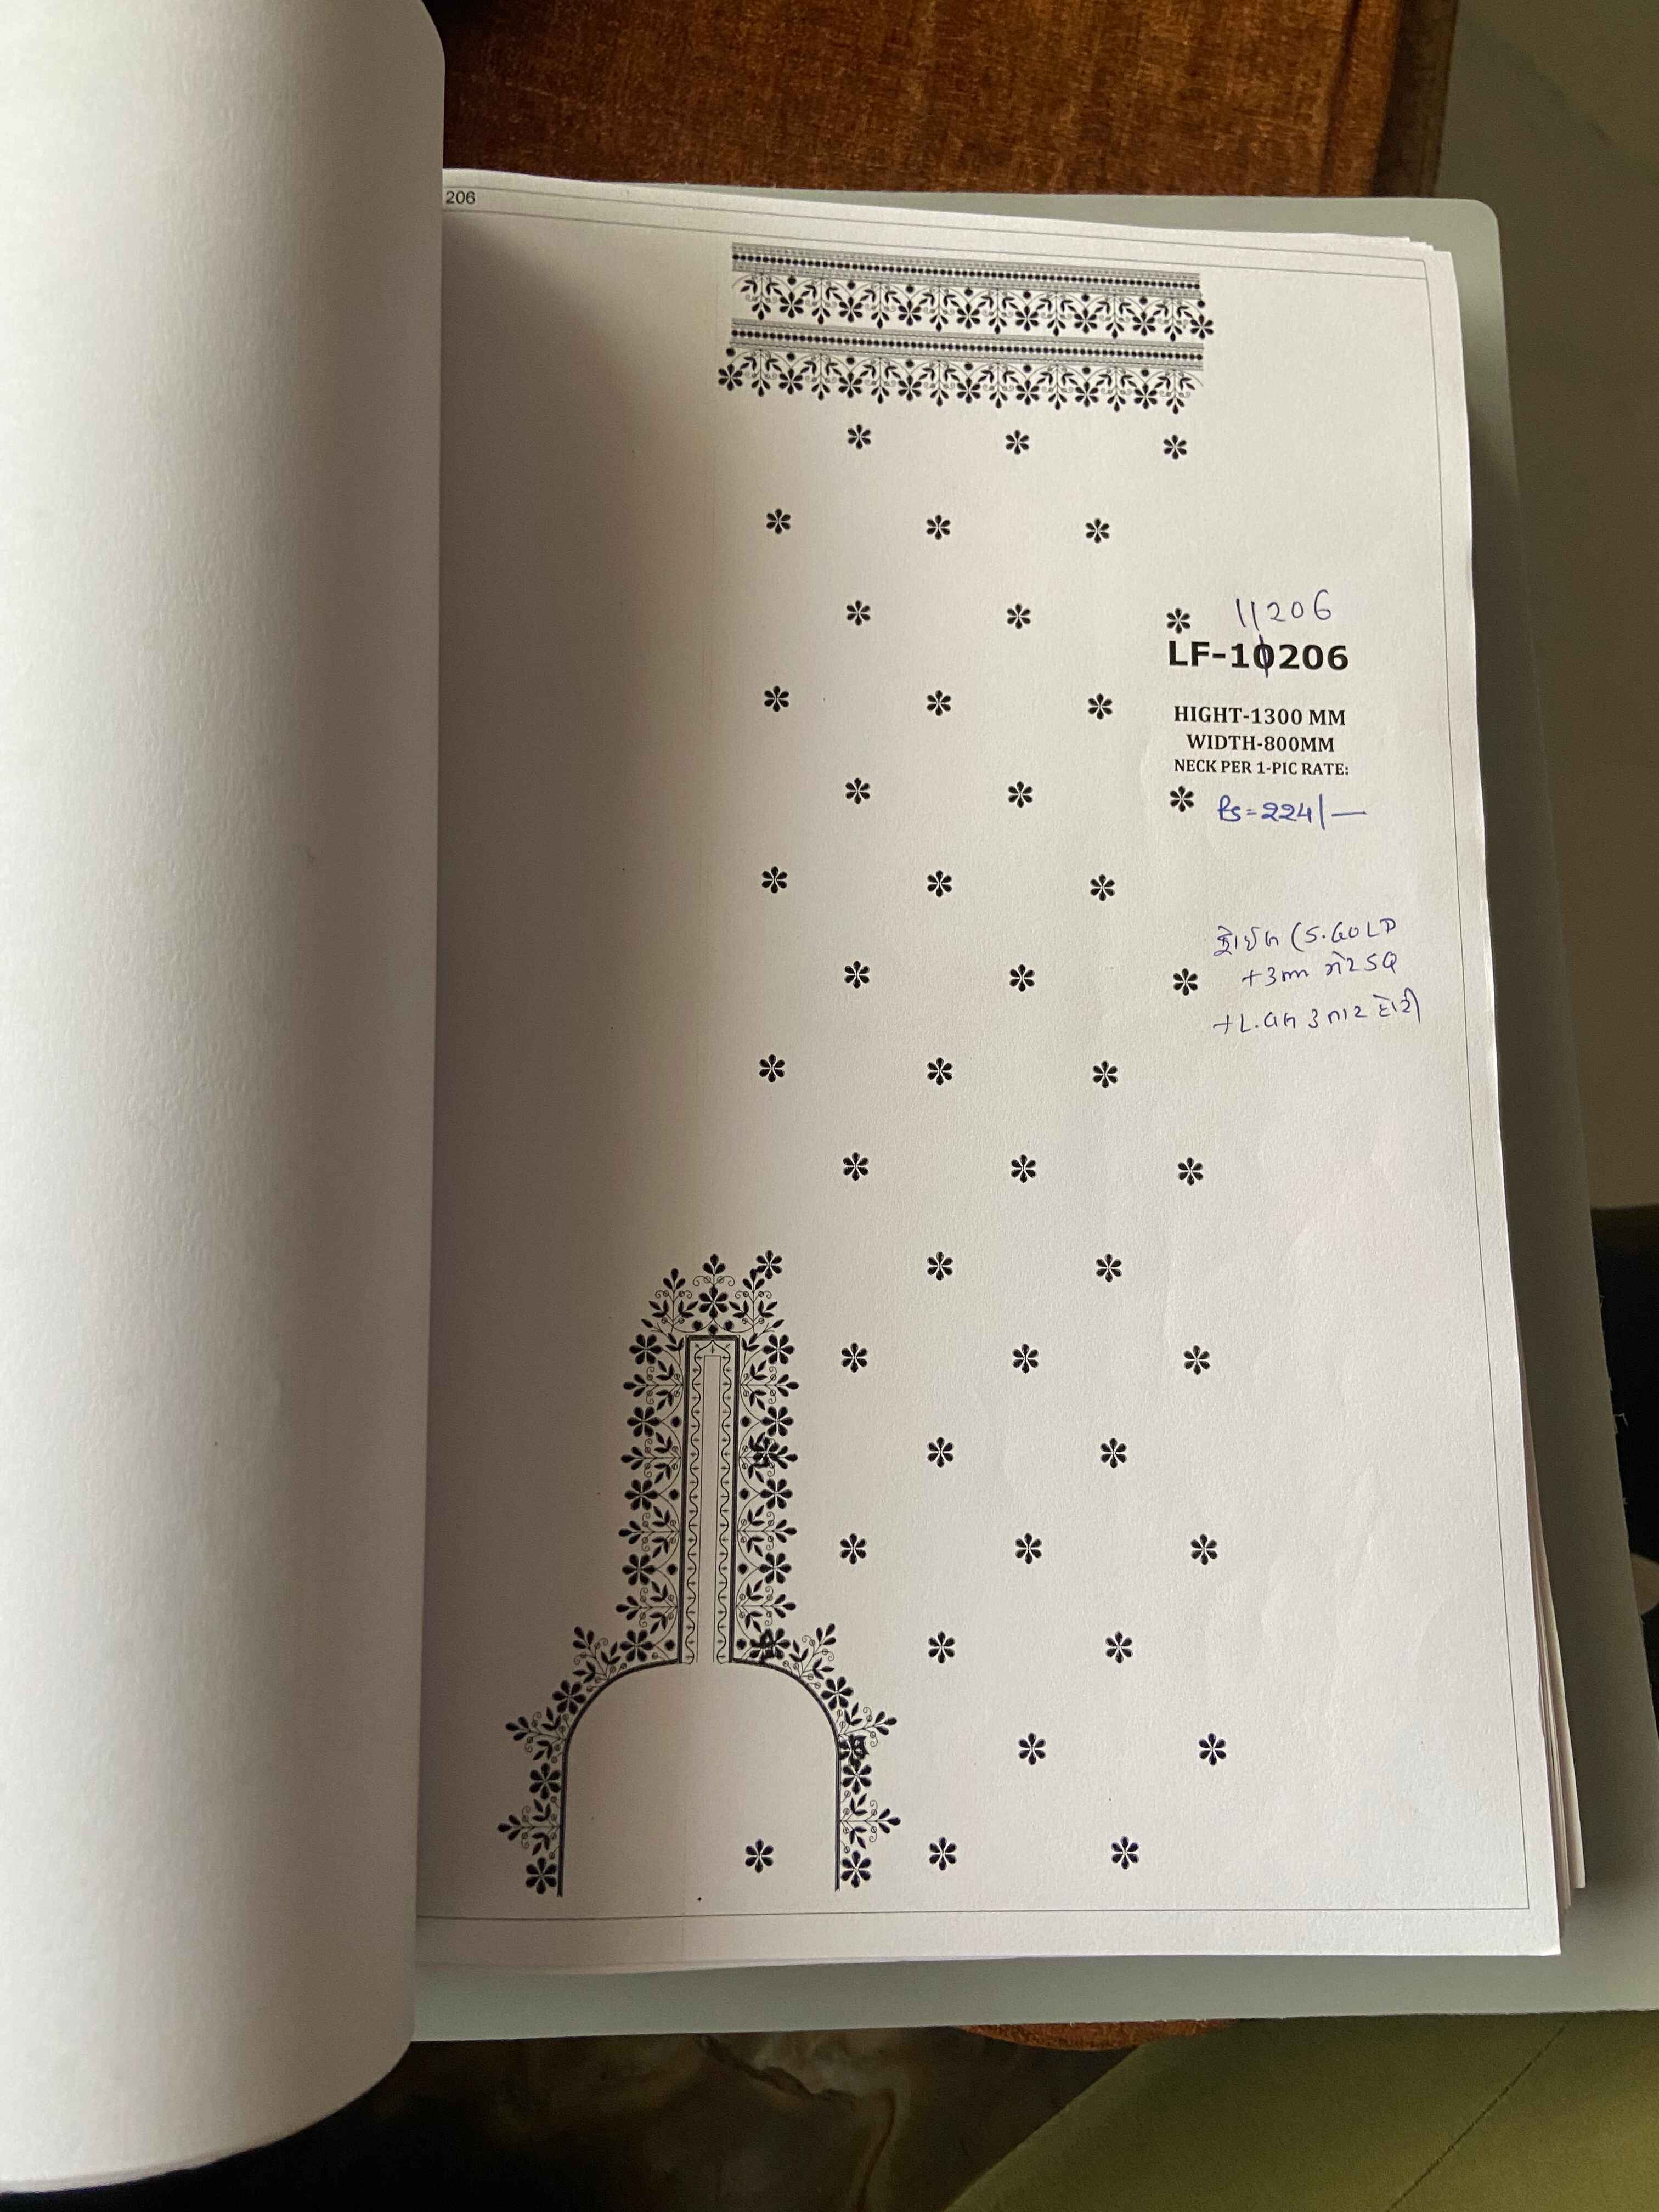 206
11206
LF-10206
HIGHT-1300 MM
WIDTH-800MM
NECK PER 1-PIC RATE:
Rs=224/—
(S.GOLD
+3mm SQ
+L. 3 તાર દોરી